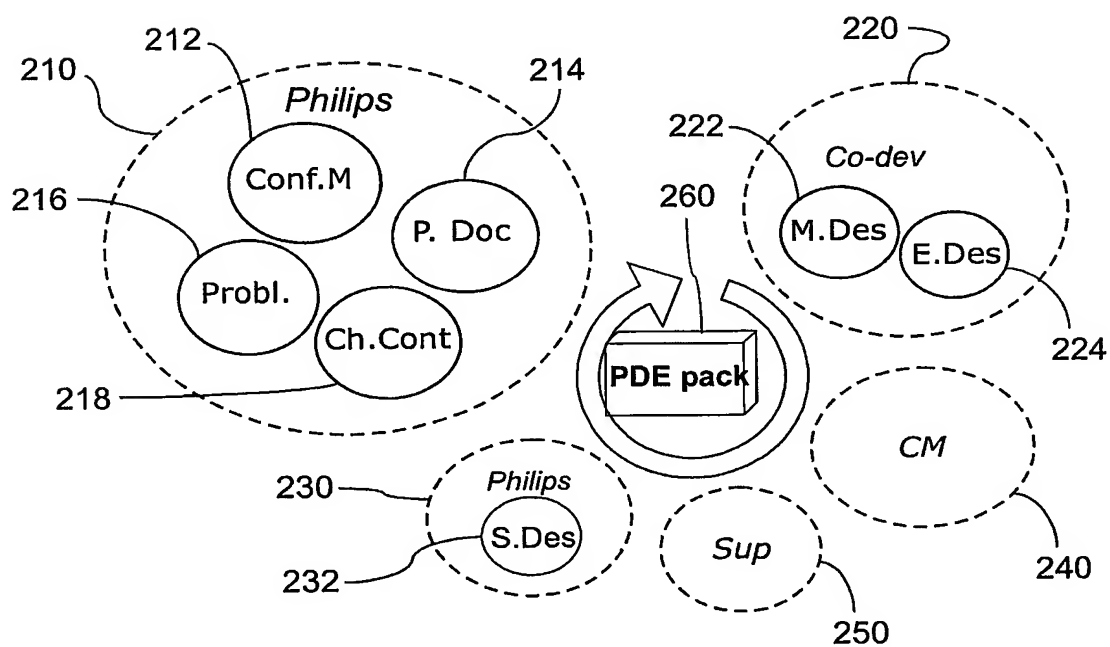 212
220
210
214
Philips
222
Co-dev
Conf.M
216
260
P. Doc
M.Des
E.Des
Probl.
Ch.Cont
224
PDE pack
218
CM
230
Philips
S.Des
Sup
232
240
250